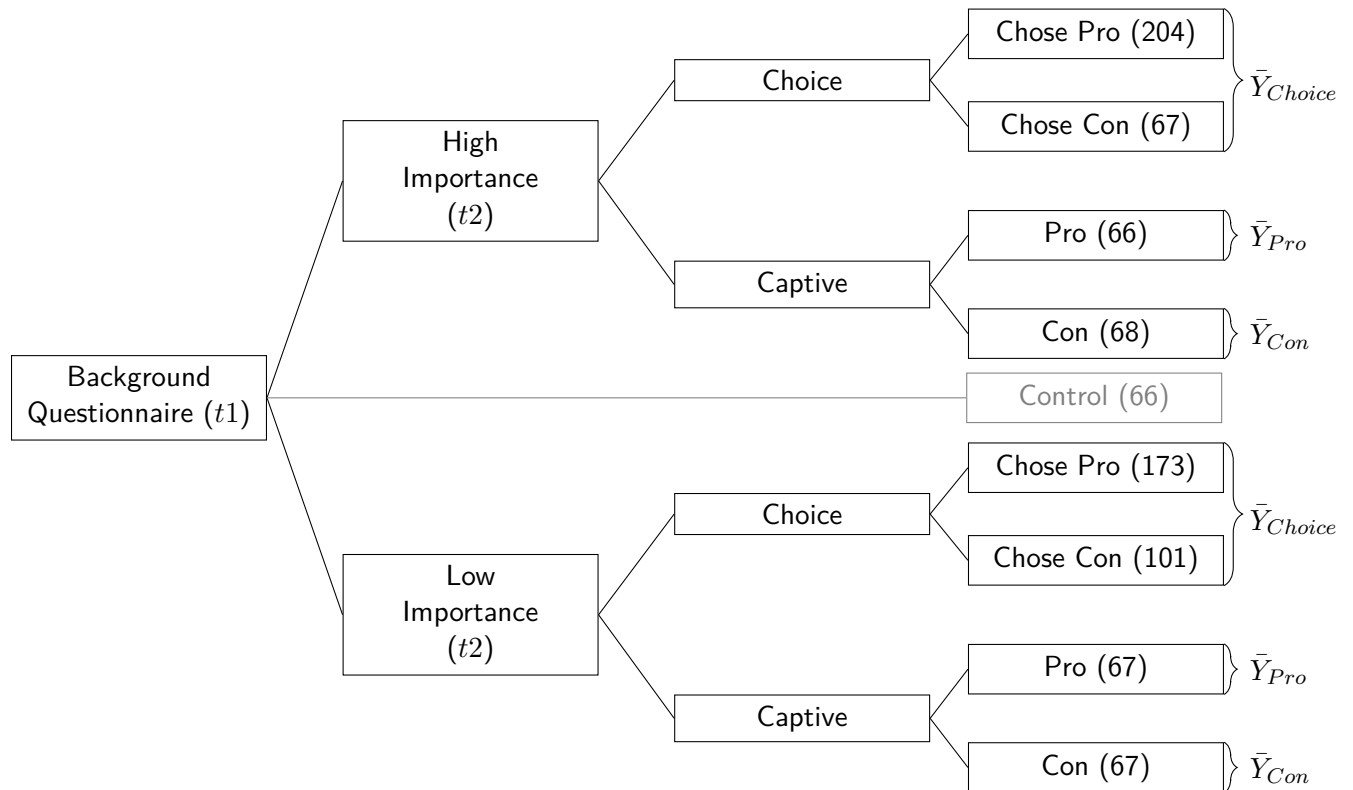 Background
Questionnaire (t1)
High
Importance
(t2)
Choice
Chose Pro (204)
Chose Con (67)
Ȳ_Choice
Captive
Pro (66)
Ȳ_Pro
Con (68)
Ȳ_Con
Control (66)
Low
Importance
(t2)
Choice
Chose Pro (173)
Chose Con (101)
Ȳ_Choice
Captive
Pro (67)
Ȳ_Pro
Con (67)
Ȳ_Con